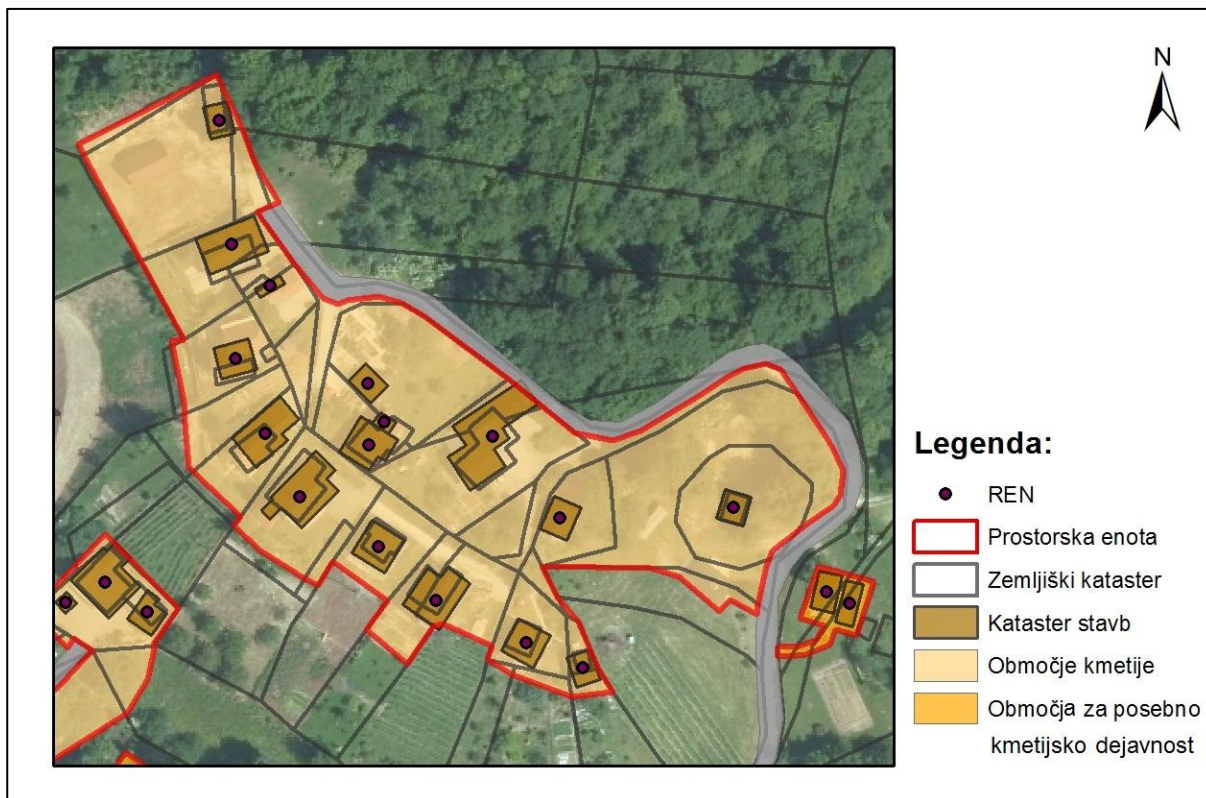 N
Legenda:
REN
Prostorska enota
Zemljiški kataster
Kataster stavb
Območje kmetije
Območja za posebno
kmetijsko dejavnost